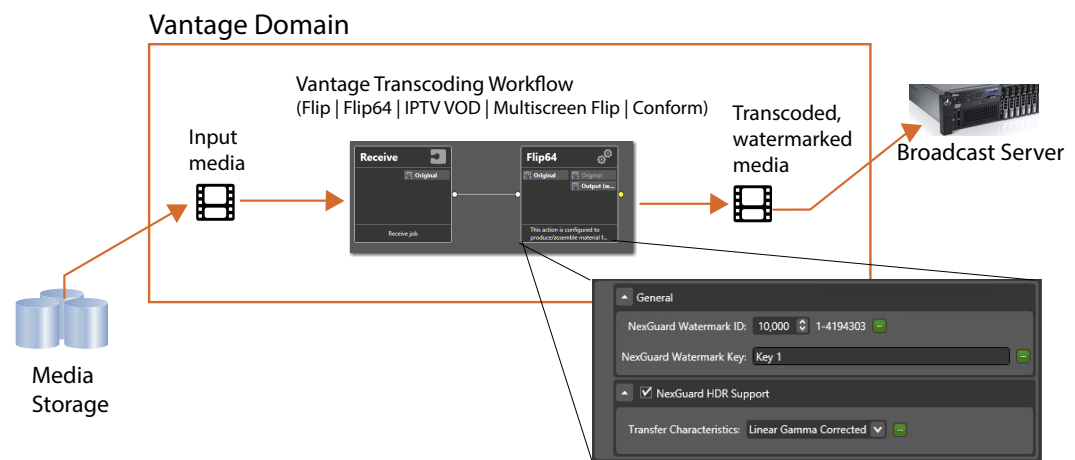 Vantage Domain
Vantage Transcoding Workflow
(Flip | Flip64 | IPTV VOD | Multiscreen Flip | Conform)
Input
media
Receive
Original
Receive job
Flip64
Original
Original
Output (w...
This action is configured to
produce/assemble material f...
Transcoded,
watermarked
media
Broadcast Server
Media
Storage
General
NexGuard Watermark ID: 10,000 1-4194303
NexGuard Watermark Key: Key 1
NexGuard HDR Support
Transfer Characteristics: Linear Gamma Corrected